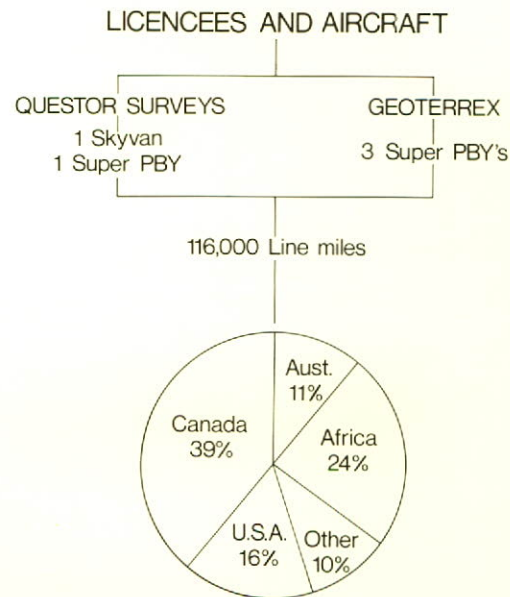 LICENCEES AND AIRCRAFT
QUESTOR SURVEYS
1 Skyvan
1 Super PBY
GEOTERREX
3 Super PBY's
116,000 Line miles
Aust.
11%
Canada
39%
Africa
24%
U.S.A.
16%
Other
10%